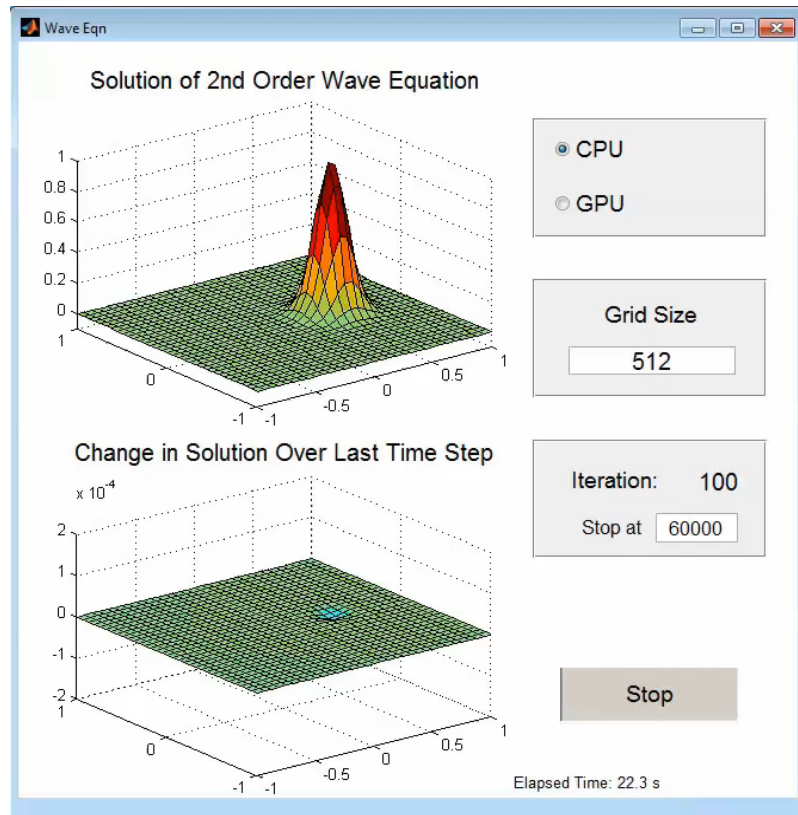 Wave Eqn
Solution of 2nd Order Wave Equation
1
0.8
0.6
0.4
0.2
0
1
0
-1
-1
-0.5
0
0.5
1
CPU
GPU
Grid Size
512
Change in Solution Over Last Time Step
x 10^-4
2
1
0
-1
-2
1
0
-1
-1
-0.5
0
0.5
1
Iteration: 100
Stop at 60000
Stop
Elapsed Time: 22.3 s